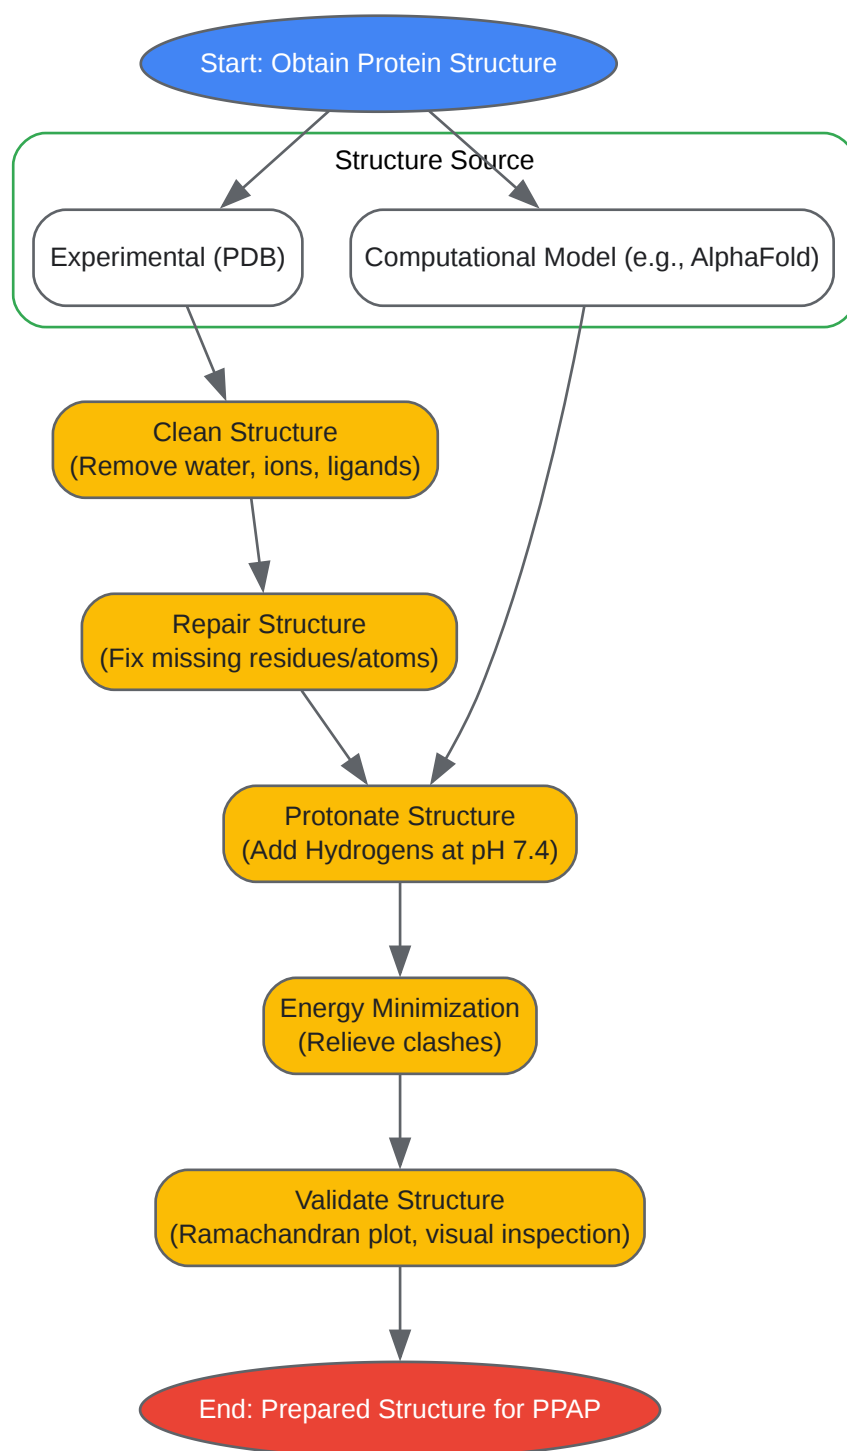 Start: Obtain Protein Structure
Structure Source
Experimental (PDB)
Computational Model (e.g., AlphaFold)
Clean Structure
(Remove water, ions, ligands)
Repair Structure
(Fix missing residues/atoms)
Protonate Structure
(Add Hydrogens at pH 7.4)
Energy Minimization
(Relieve clashes)
Validate Structure
(Ramachandran plot, visual inspection)
End: Prepared Structure for PPAP